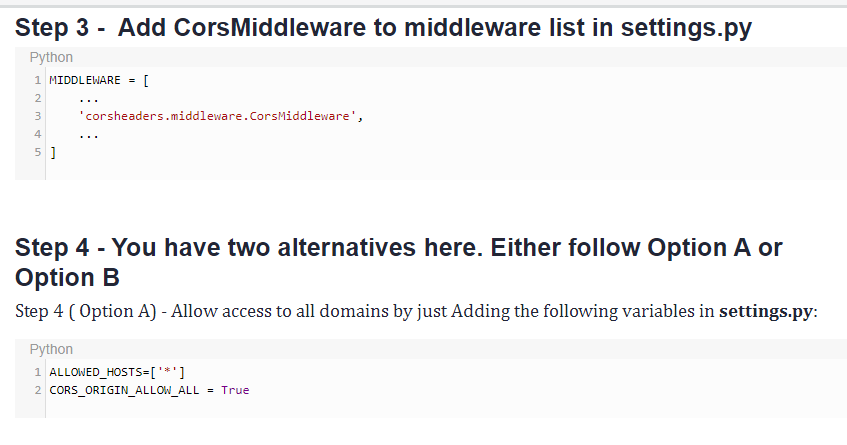 Step 3 -  Add CorsMiddleware to middleware list in settings.py
Python
1 MIDDLEWARE = [
2     ...
3     'corsheaders.middleware.CorsMiddleware',
4     ...
5 ]
Step 4 - You have two alternatives here. Either follow Option A or
Option B
Step 4 ( Option A) - Allow access to all domains by just Adding the following variables in settings.py:
Python
1 ALLOWED_HOSTS=['*']
2 CORS_ORIGIN_ALLOW_ALL = True